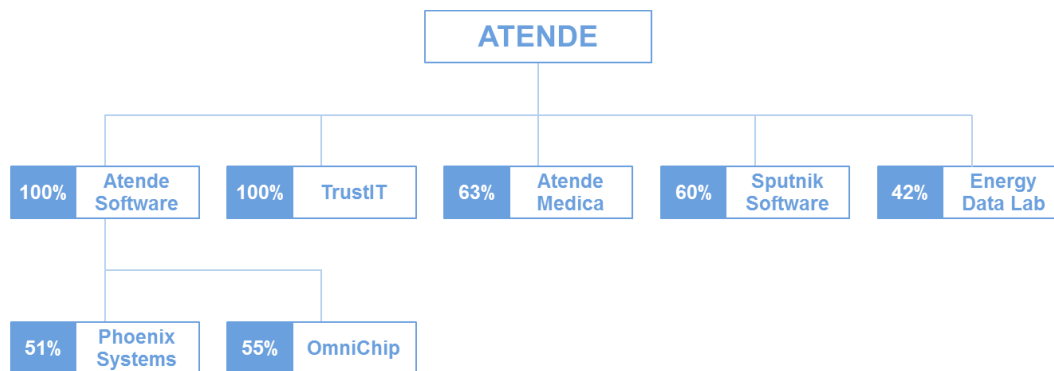 ATENDE
100%
Atende
Software
100%
TrustIT
63%
Atende
Medica
60%
Sputnik
Software
42%
Energy
Data Lab
51%
Phoenix
Systems
55%
OmniChip